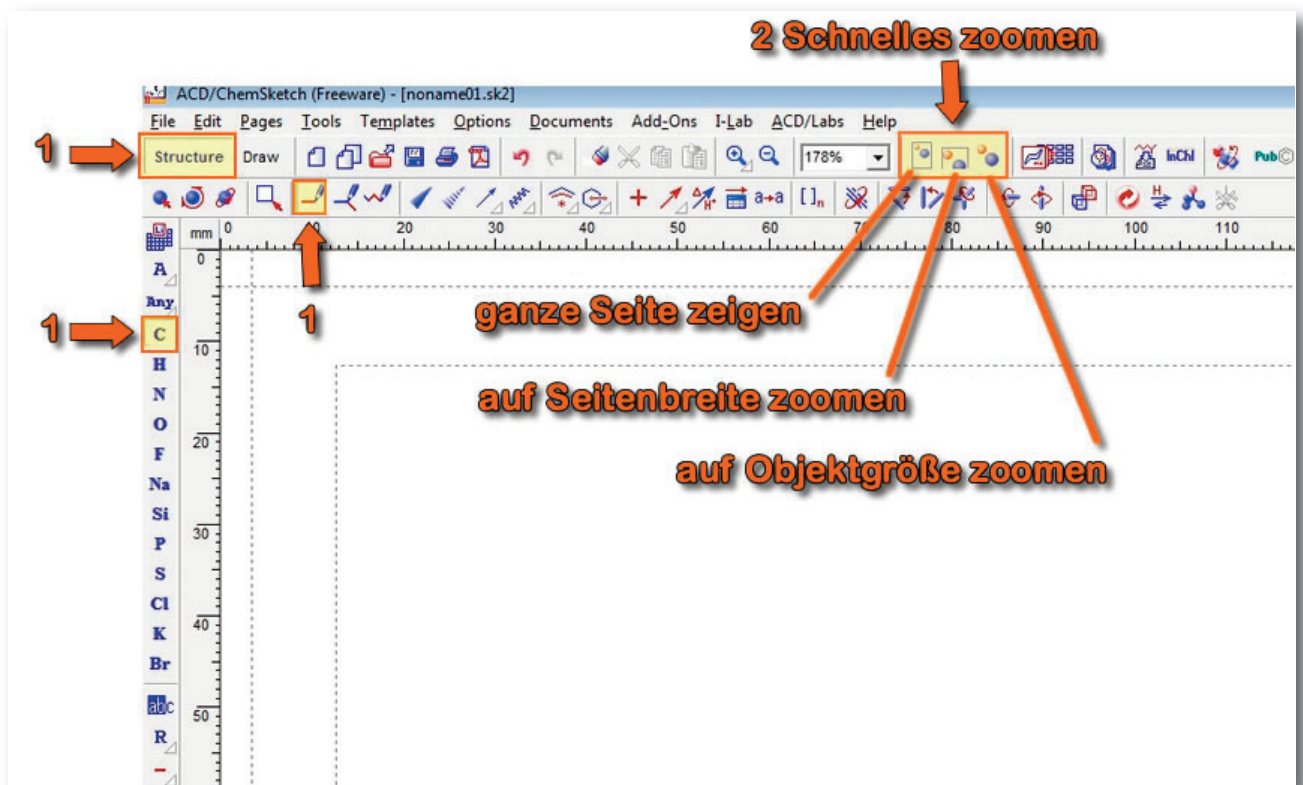 2 Schnelles zoomen
ACD/ChemSketch (Freeware) - [noname01.sk2]
File Edit Pages Tools Templates Options Documents Add-Ons I-Lab ACD/Labs Help
1
Structure Draw 178% InChI Pub
H a→a [ ]n H
mm 0 10 20 30 40 50 60 70 80 90 100 110
0
A
Any
1
C
1
ganze Seite zeigen
10
H
N
auf Seitenbreite zoomen
O
20
F
auf Objektgröße zoomen
Na
Si
30
P
S
Cl
40
K
Br
abc
50
R